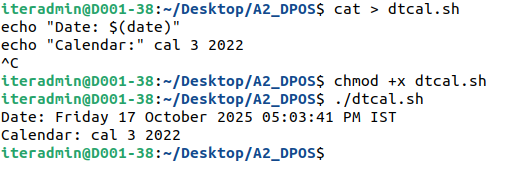 iteradmin@D001-38:~/Desktop/A2_DPOS$ cat > dtcal.sh
echo "Date: $(date)"
echo "Calendar:" cal 3 2022
^C
iteradmin@D001-38:~/Desktop/A2_DPOS$ chmod +x dtcal.sh
iteradmin@D001-38:~/Desktop/A2_DPOS$ ./dtcal.sh
Date: Friday 17 October 2025 05:03:41 PM IST
Calendar: cal 3 2022
iteradmin@D001-38:~/Desktop/A2_DPOS$